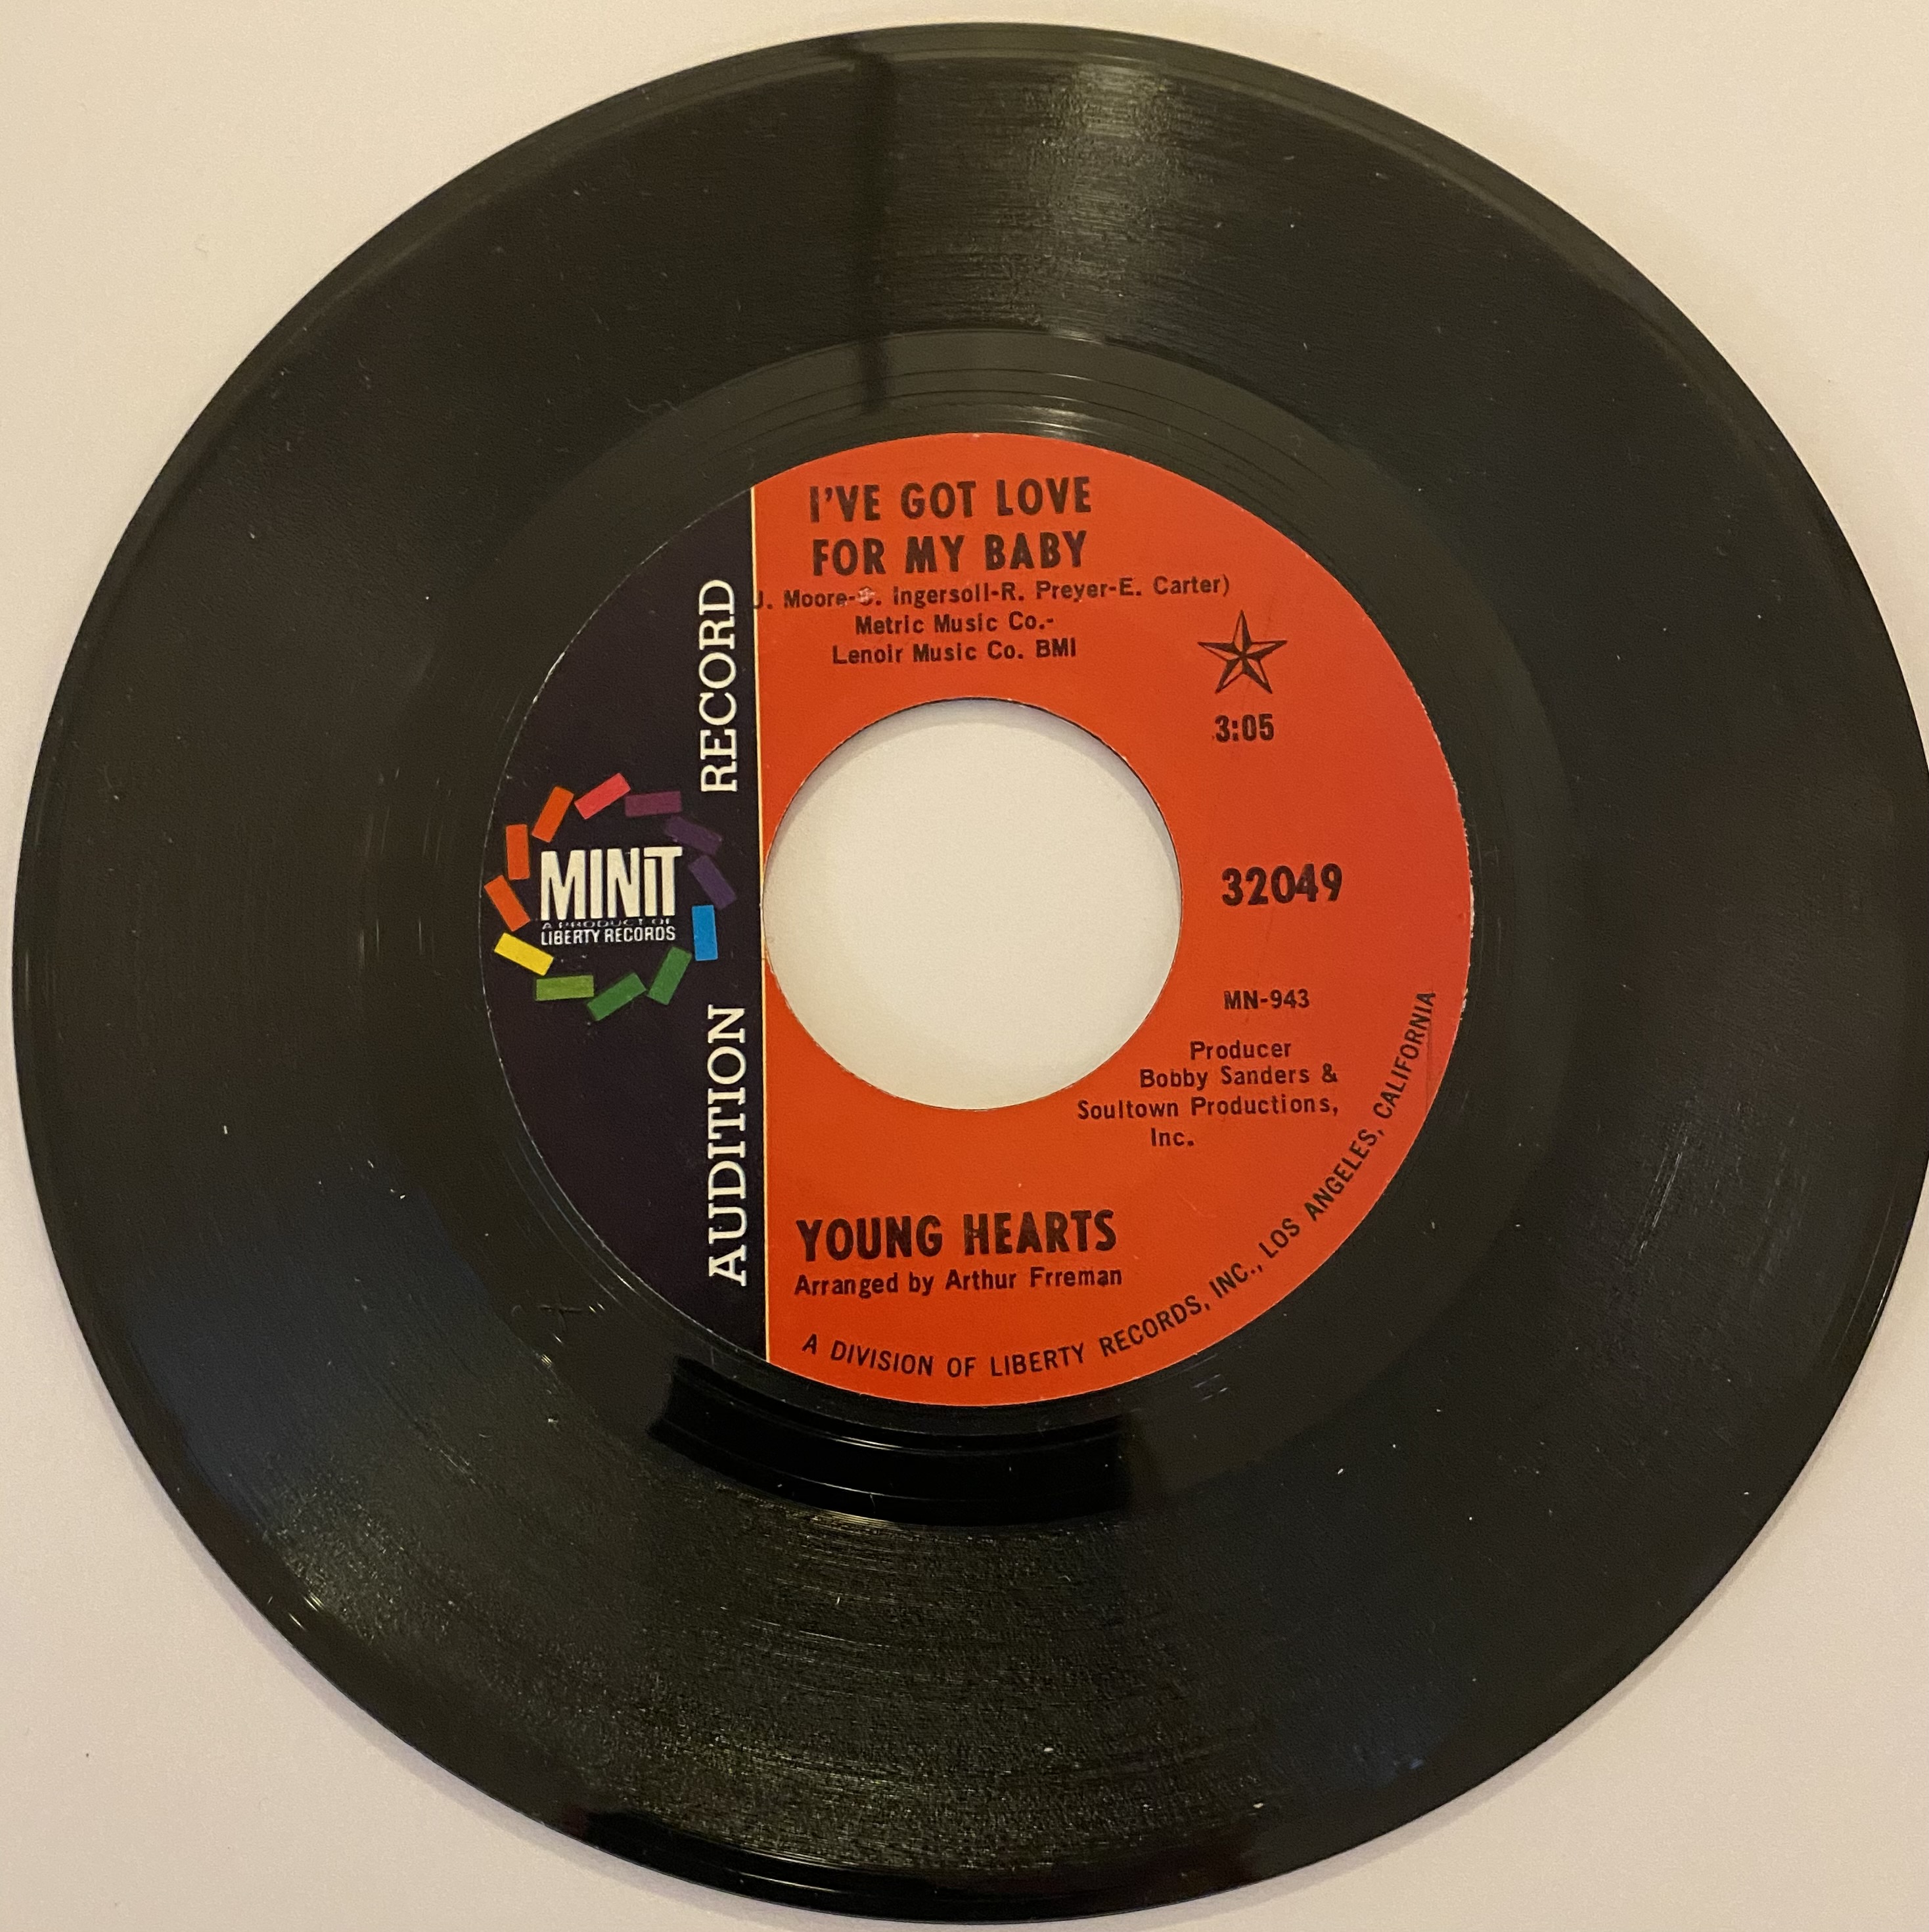 I'VE GOT LOVE
FOR MY BABY
J. Moore- . Ingersoll-R. Preyer-E. Carter)
Metric Music Co.-
Lenoir Music Co. BMI
3:05
RECORD
MINIT
A PRODUCT OF
LIBERTY RECORDS
AUDITION
32049
MN-943
Producer
Bobby Sanders &
Soultown Productions,
Inc.
YOUNG HEARTS
Arranged by Arthur Frreman
A DIVISION OF LIBERTY RECORDS, INC., LOS ANGELES, CALIFORNIA